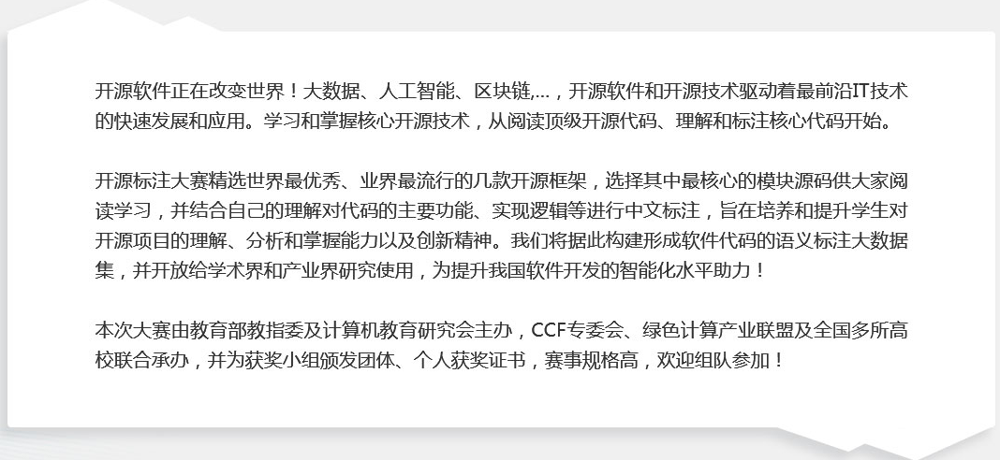 开源软件正在改变世界！大数据、人工智能、区块链,...，开源软件和开源技术驱动着最前沿IT技术
的快速发展和应用。学习和掌握核心开源技术，从阅读顶级开源代码、理解和标注核心代码开始。
开源标注大赛精选世界最优秀、业界最流行的几款开源框架，选择其中最核心的模块源码供大家阅
读学习，并结合自己的理解对代码的主要功能、实现逻辑等进行中文标注，旨在培养和提升学生对
开源项目的理解、分析和掌握能力以及创新精神。我们将据此构建形成软件代码的语义标注大数据
集，并开放给学术界和产业界研究使用，为提升我国软件开发的智能化水平助力！
本次大赛由教育部教指委及计算机教育研究会主办，CCF专委会、绿色计算产业联盟及全国多所高
校联合承办，并为获奖小组颁发团体、个人获奖证书，赛事规格高，欢迎组队参加！